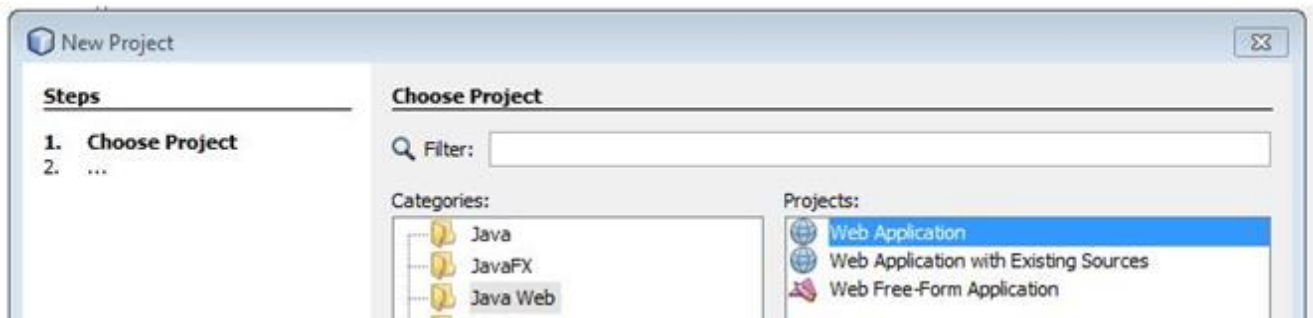 New Project
Steps
1. Choose Project
2. ...
Choose Project
Filter:
Categories:
Java
JavaFX
Java Web
Projects:
Web Application
Web Application with Existing Sources
Web Free-Form Application